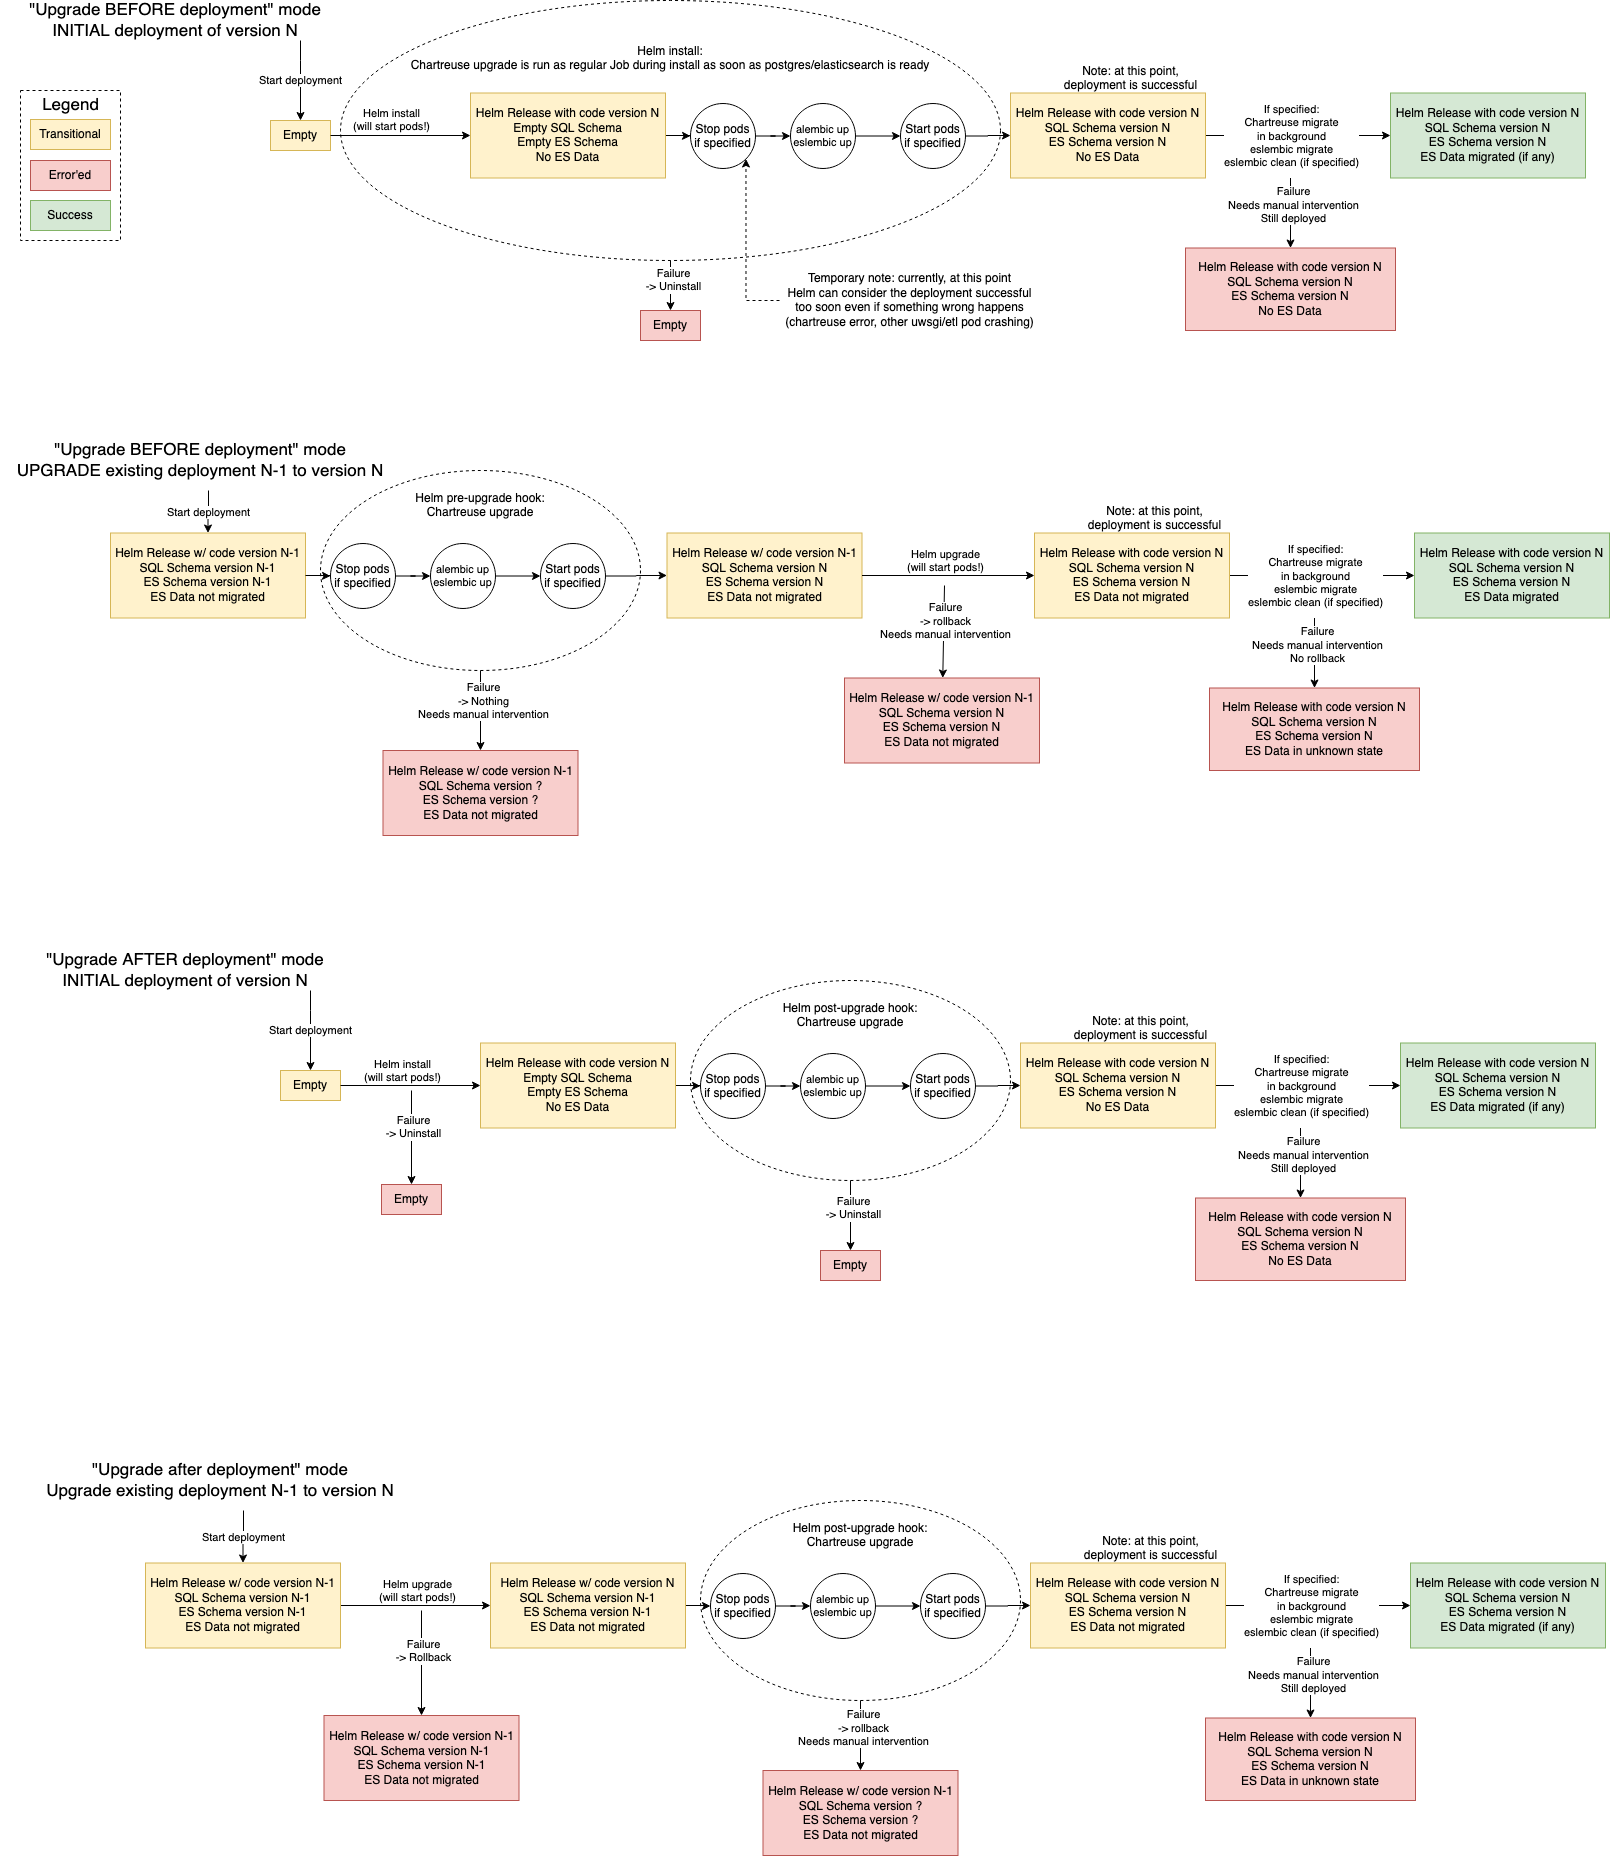 "Upgrade BEFORE deployment" mode
INITIAL deployment of version N
Start deployment
Legend
Transitional
Error'ed
Success
Empty
Helm install
(will start pods!)
Helm install:
Chartreuse upgrade is run as regular Job during install as soon as postgres/elasticsearch is ready
Helm Release with code version N
Empty SQL Schema
Empty ES Schema
No ES Data
Stop pods
if specified
alembic up
eslembic up
Start pods
if specified
Note: at this point,
deployment is successful
Helm Release with code version N
SQL Schema version N
ES Schema version N
No ES Data
If specified:
Chartreuse migrate
in background
eslembic migrate
eslembic clean (if specified)
Helm Release with code version N
SQL Schema version N
ES Schema version N
ES Data migrated (if any)
Failure
Needs manual intervention
Still deployed
Helm Release with code version N
SQL Schema version N
ES Schema version N
No ES Data
Failure
-> Uninstall
Empty
Temporary note: currently, at this point
Helm can consider the deployment successful
too soon even if something wrong happens
(chartreuse error, other uwsgi/etl pod crashing)
"Upgrade BEFORE deployment" mode
UPGRADE existing deployment N-1 to version N
Start deployment
Helm Release w/ code version N-1
SQL Schema version N-1
ES Schema version N-1
ES Data not migrated
Helm pre-upgrade hook:
Chartreuse upgrade
Stop pods
if specified
alembic up
eslembic up
Start pods
if specified
Failure
-> Nothing
Needs manual intervention
Helm Release w/ code version N-1
SQL Schema version ?
ES Schema version ?
ES Data not migrated
Helm Release w/ code version N-1
SQL Schema version N
ES Schema version N
ES Data not migrated
Helm upgrade
(will start pods!)
Failure
-> rollback
Needs manual intervention
Helm Release w/ code version N-1
SQL Schema version N
ES Schema version N
ES Data not migrated
Note: at this point,
deployment is successful
Helm Release with code version N
SQL Schema version N
ES Schema version N
ES Data not migrated
If specified:
Chartreuse migrate
in background
eslembic migrate
eslembic clean (if specified)
Failure
Needs manual intervention
No rollback
Helm Release with code version N
SQL Schema version N
ES Schema version N
ES Data in unknown state
Helm Release with code version N
SQL Schema version N
ES Schema version N
ES Data migrated
"Upgrade AFTER deployment" mode
INITIAL deployment of version N
Start deployment
Empty
Helm install
(will start pods!)
Failure
-> Uninstall
Empty
Helm Release with code version N
Empty SQL Schema
Empty ES Schema
No ES Data
Helm post-upgrade hook:
Chartreuse upgrade
Stop pods
if specified
alembic up
eslembic up
Start pods
if specified
Failure
-> Uninstall
Empty
Note: at this point,
deployment is successful
Helm Release with code version N
SQL Schema version N
ES Schema version N
No ES Data
If specified:
Chartreuse migrate
in background
eslembic migrate
eslembic clean (if specified)
Failure
Needs manual intervention
Still deployed
Helm Release with code version N
SQL Schema version N
ES Schema version N
No ES Data
Helm Release with code version N
SQL Schema version N
ES Schema version N
ES Data migrated (if any)
"Upgrade after deployment" mode
Upgrade existing deployment N-1 to version N
Start deployment
Helm Release w/ code version N-1
SQL Schema version N-1
ES Schema version N-1
ES Data not migrated
Helm upgrade
(will start pods!)
Failure
-> Rollback
Helm Release w/ code version N-1
SQL Schema version N-1
ES Schema version N-1
ES Data not migrated
Helm Release w/ code version N
SQL Schema version N-1
ES Schema version N-1
ES Data not migrated
Helm post-upgrade hook:
Chartreuse upgrade
Stop pods
if specified
alembic up
eslembic up
Start pods
if specified
Failure
-> rollback
Needs manual intervention
Helm Release w/ code version N-1
SQL Schema version ?
ES Schema version ?
ES Data not migrated
Note: at this point,
deployment is successful
Helm Release with code version N
SQL Schema version N
ES Schema version N
ES Data not migrated
If specified:
Chartreuse migrate
in background
eslembic migrate
eslembic clean (if specified)
Failure
Needs manual intervention
Still deployed
Helm Release with code version N
SQL Schema version N
ES Schema version N
ES Data in unknown state
Helm Release with code version N
SQL Schema version N
ES Schema version N
ES Data migrated (if any)